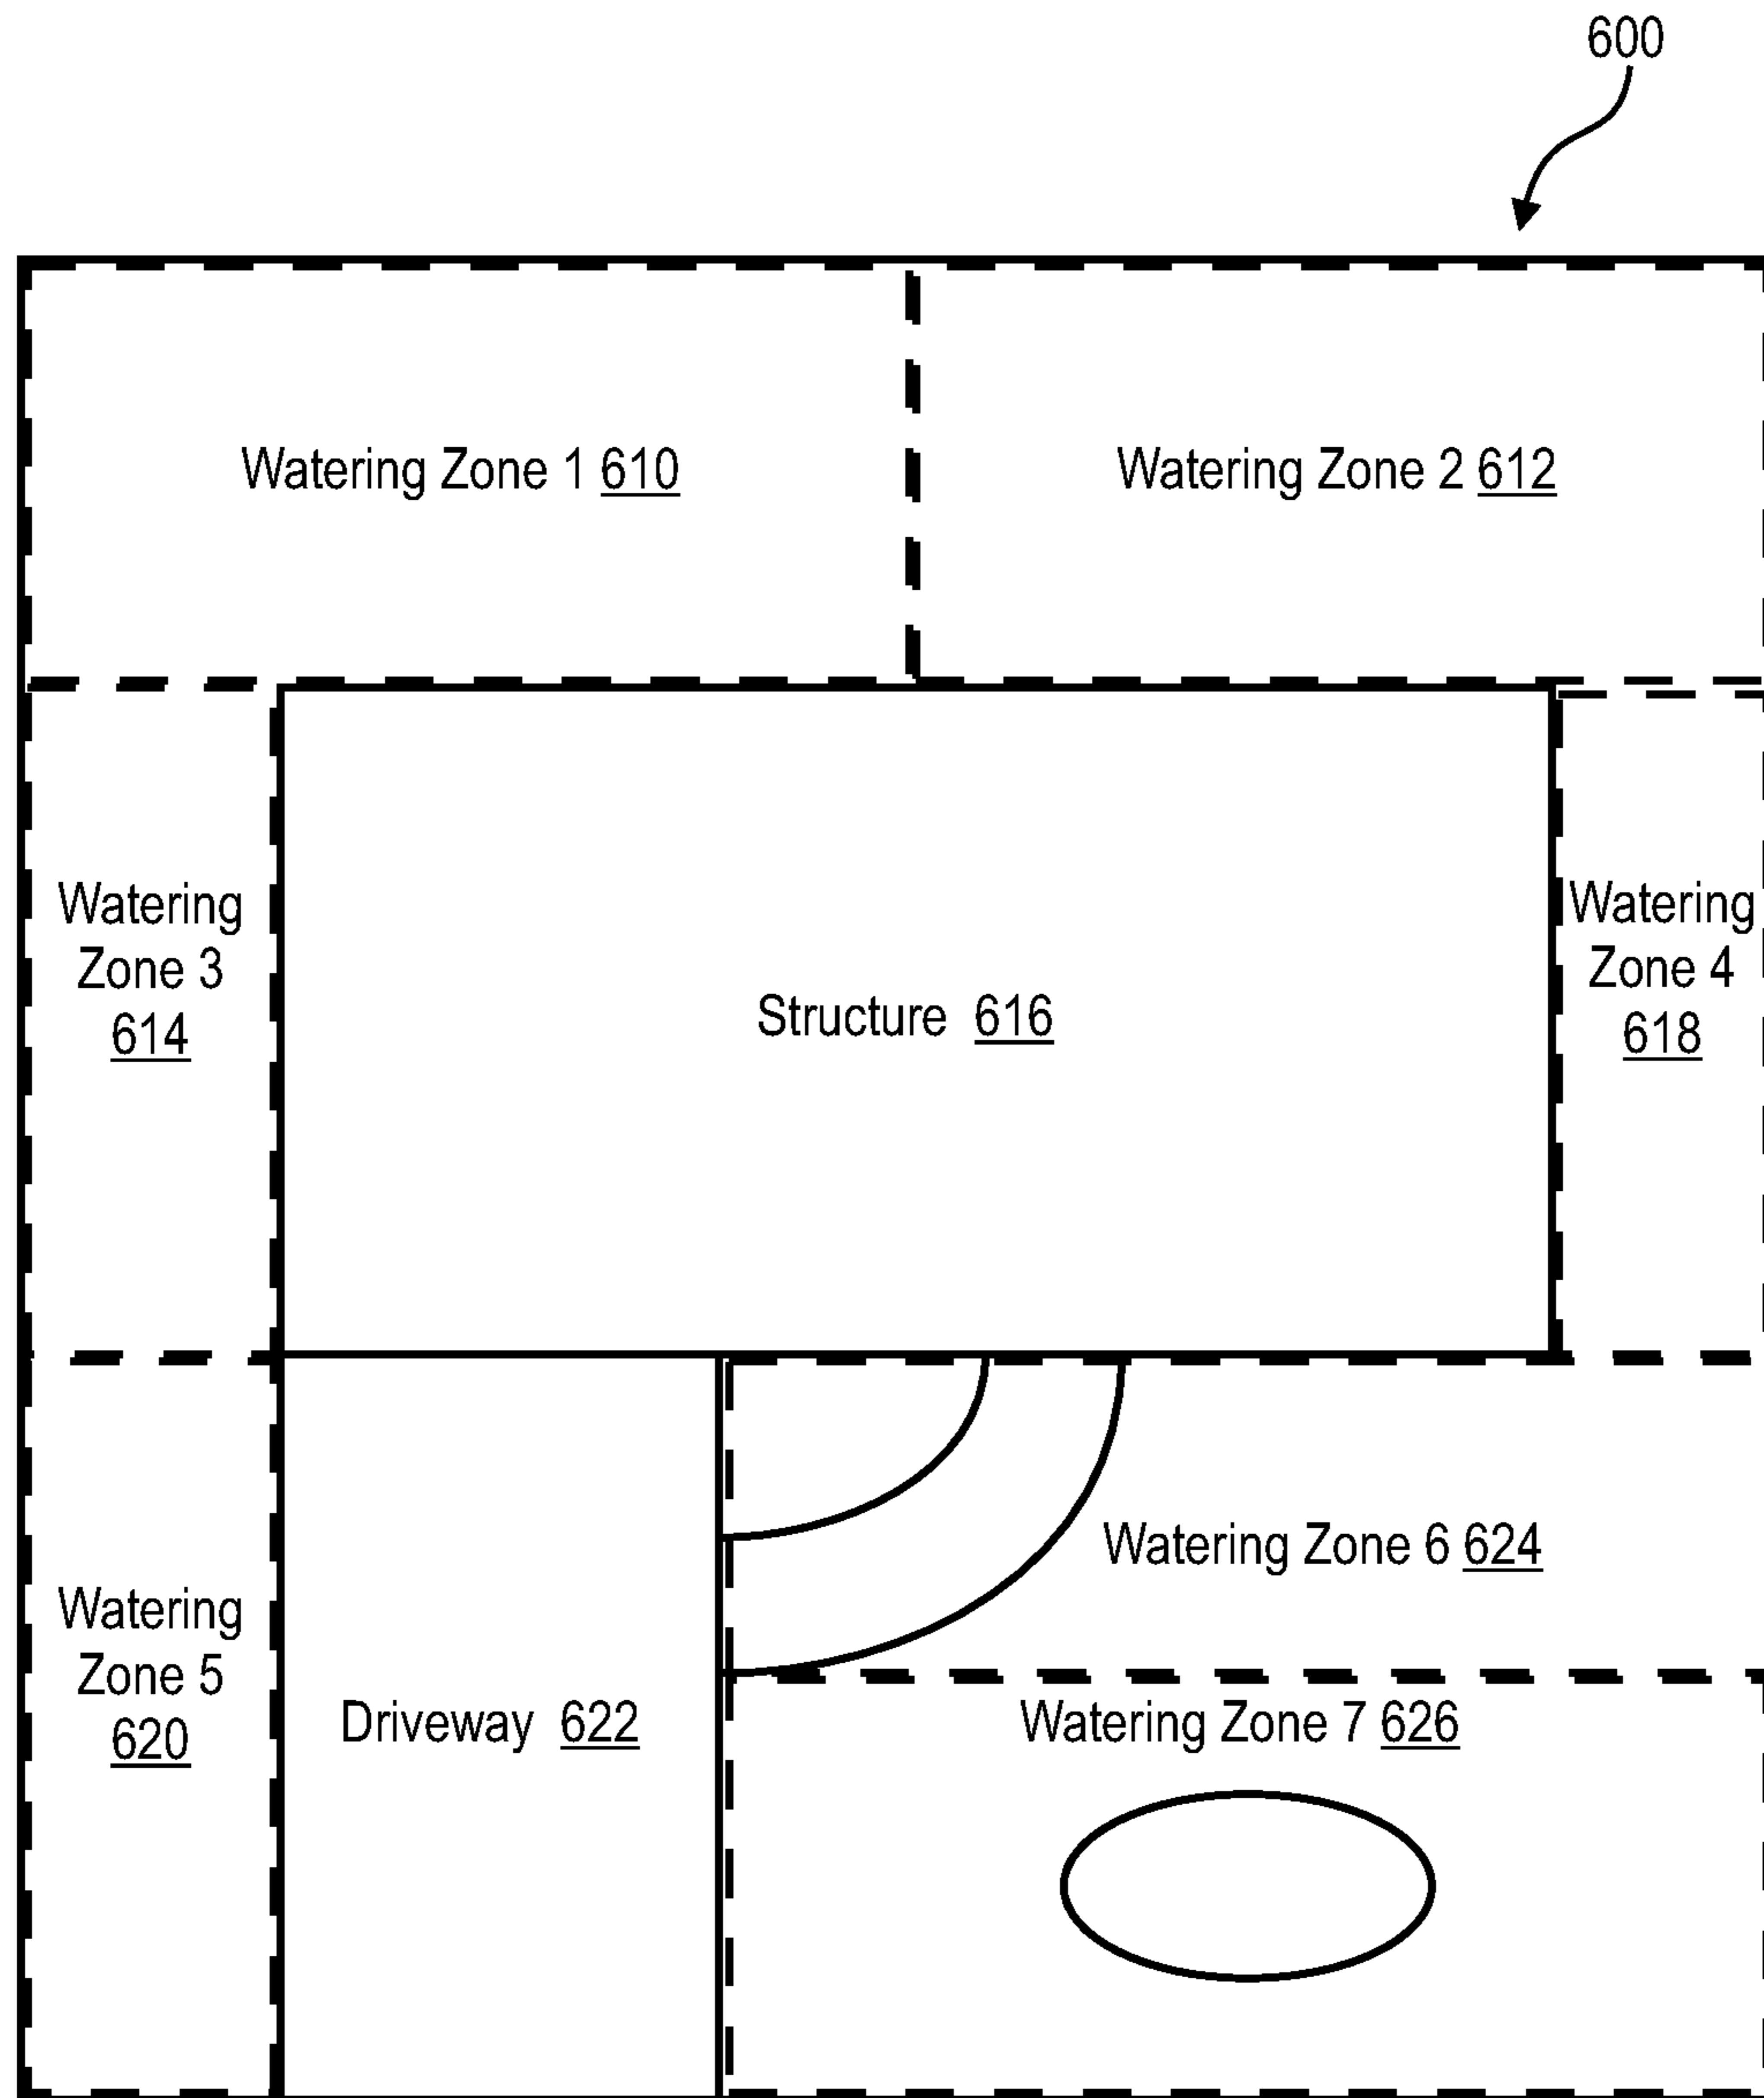 600
Watering Zone 1 610
Watering Zone 2 612
Watering
Zone 3
614
Structure 616
Watering
Zone 4
618
Watering Zone 6 624
Watering
Zone 5
620
Driveway 622
Watering Zone 7 626